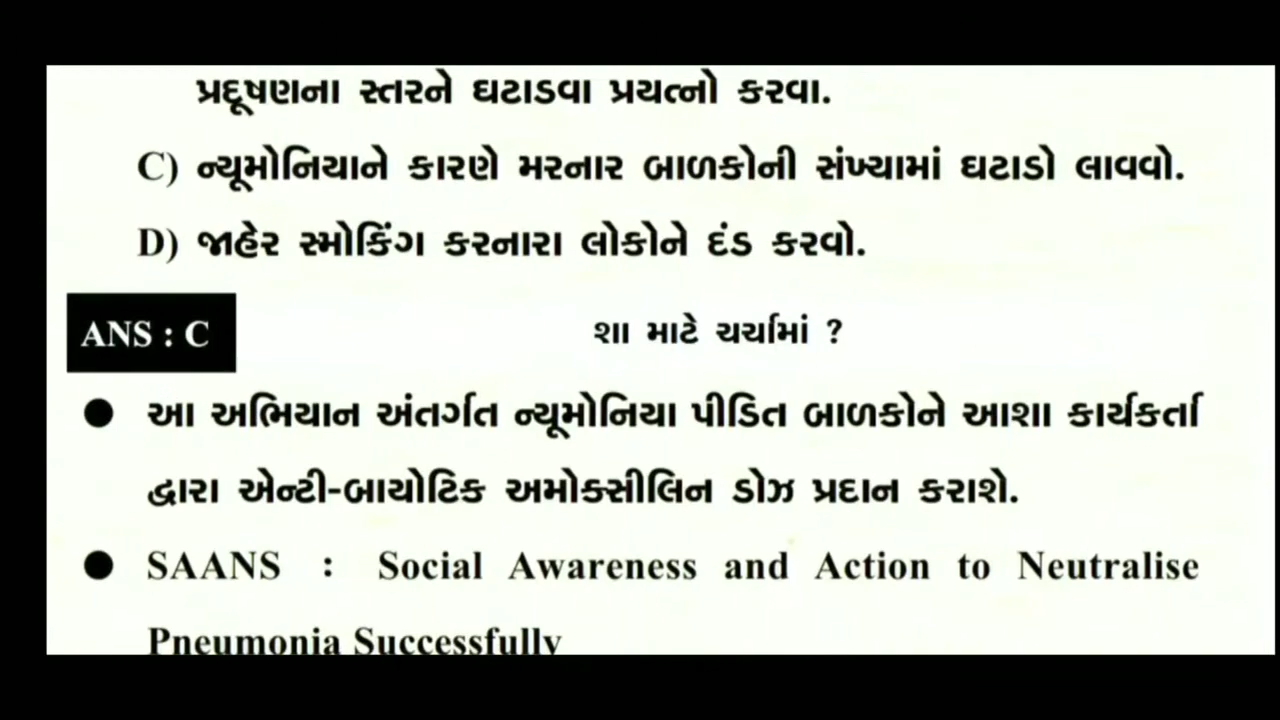 પ્રદૂષણના સ્તરને ઘટાડવા પ્રયત્નો કરવા.
C) ન્યૂમોનિયાને કારણે મરનાર બાળકોની સંખ્યામાં ઘટાડો લાવવો.
D) જાહેર સ્મોકિંગ કરનારા લોકોને દંડ કરવો.
ANS : C શા માટે ચર્ચામાં ?
● આ અભિયાન અંતર્ગત ન્યૂમોનિયા પીડિત બાળકોને આશા કાર્યકર્તા
દ્વારા એન્ટી-બાયોટિક અમોક્સીલિન ડોઝ પ્રદાન કરાશે.
● SAANS : Social Awareness and Action to Neutralise
Pneumonia Successfully